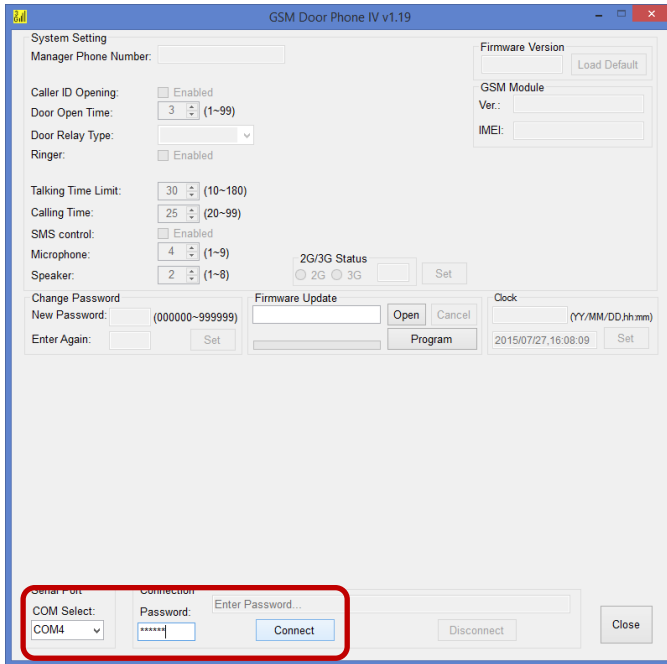 GSM Door Phone IV v1.19
System Setting
Manager Phone Number:
Firmware Version
Load Default
Caller ID Opening: Enabled
GSM Module
Door Open Time: 3 (1~99)
Ver.:
Door Relay Type:
IMEI:
Ringer: Enabled
Talking Time Limit: 30 (10~180)
Calling Time: 25 (20~99)
SMS control: Enabled
Microphone: 4 (1~9)
2G/3G Status
Speaker: 2 (1~8)
2G 3G Set
Change Password
New Password: (000000~999999)
Enter Again: Set
Firmware Update
Open Cancel
Program
Clock
(YY/MM/DD,hh:mm)
2015/07/27,16:08:09 Set
Serial Port
COM Select:
COM4
Connection
Password: Enter Password...
****** Connect Disconnect
Close